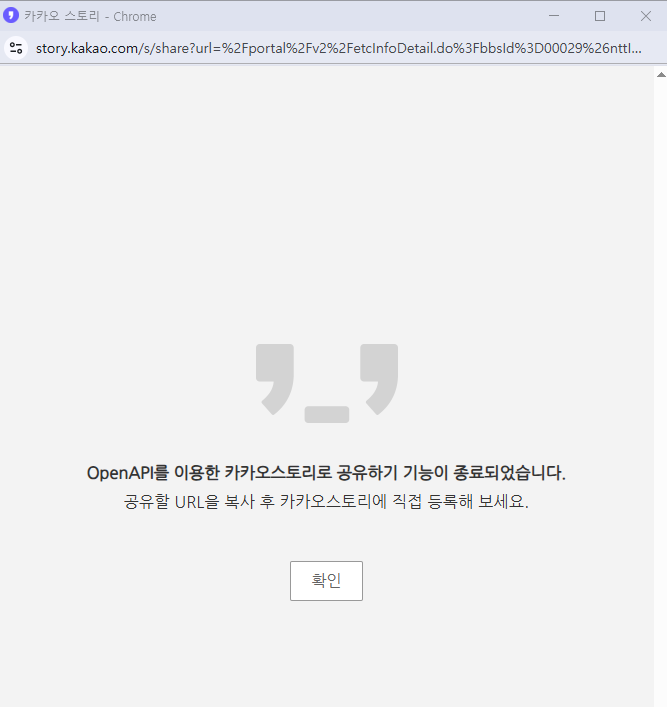 카카오 스토리 - Chrome
story.kakao.com/s/share?url=%2Fportal%2Fv2%2FetcInfoDetail.do%3FbbsId%3D00029%26nttI...
OpenAPI를 이용한 카카오스토리로 공유하기 기능이 종료되었습니다.
공유할 URL을 복사 후 카카오스토리에 직접 등록해 보세요.
확인